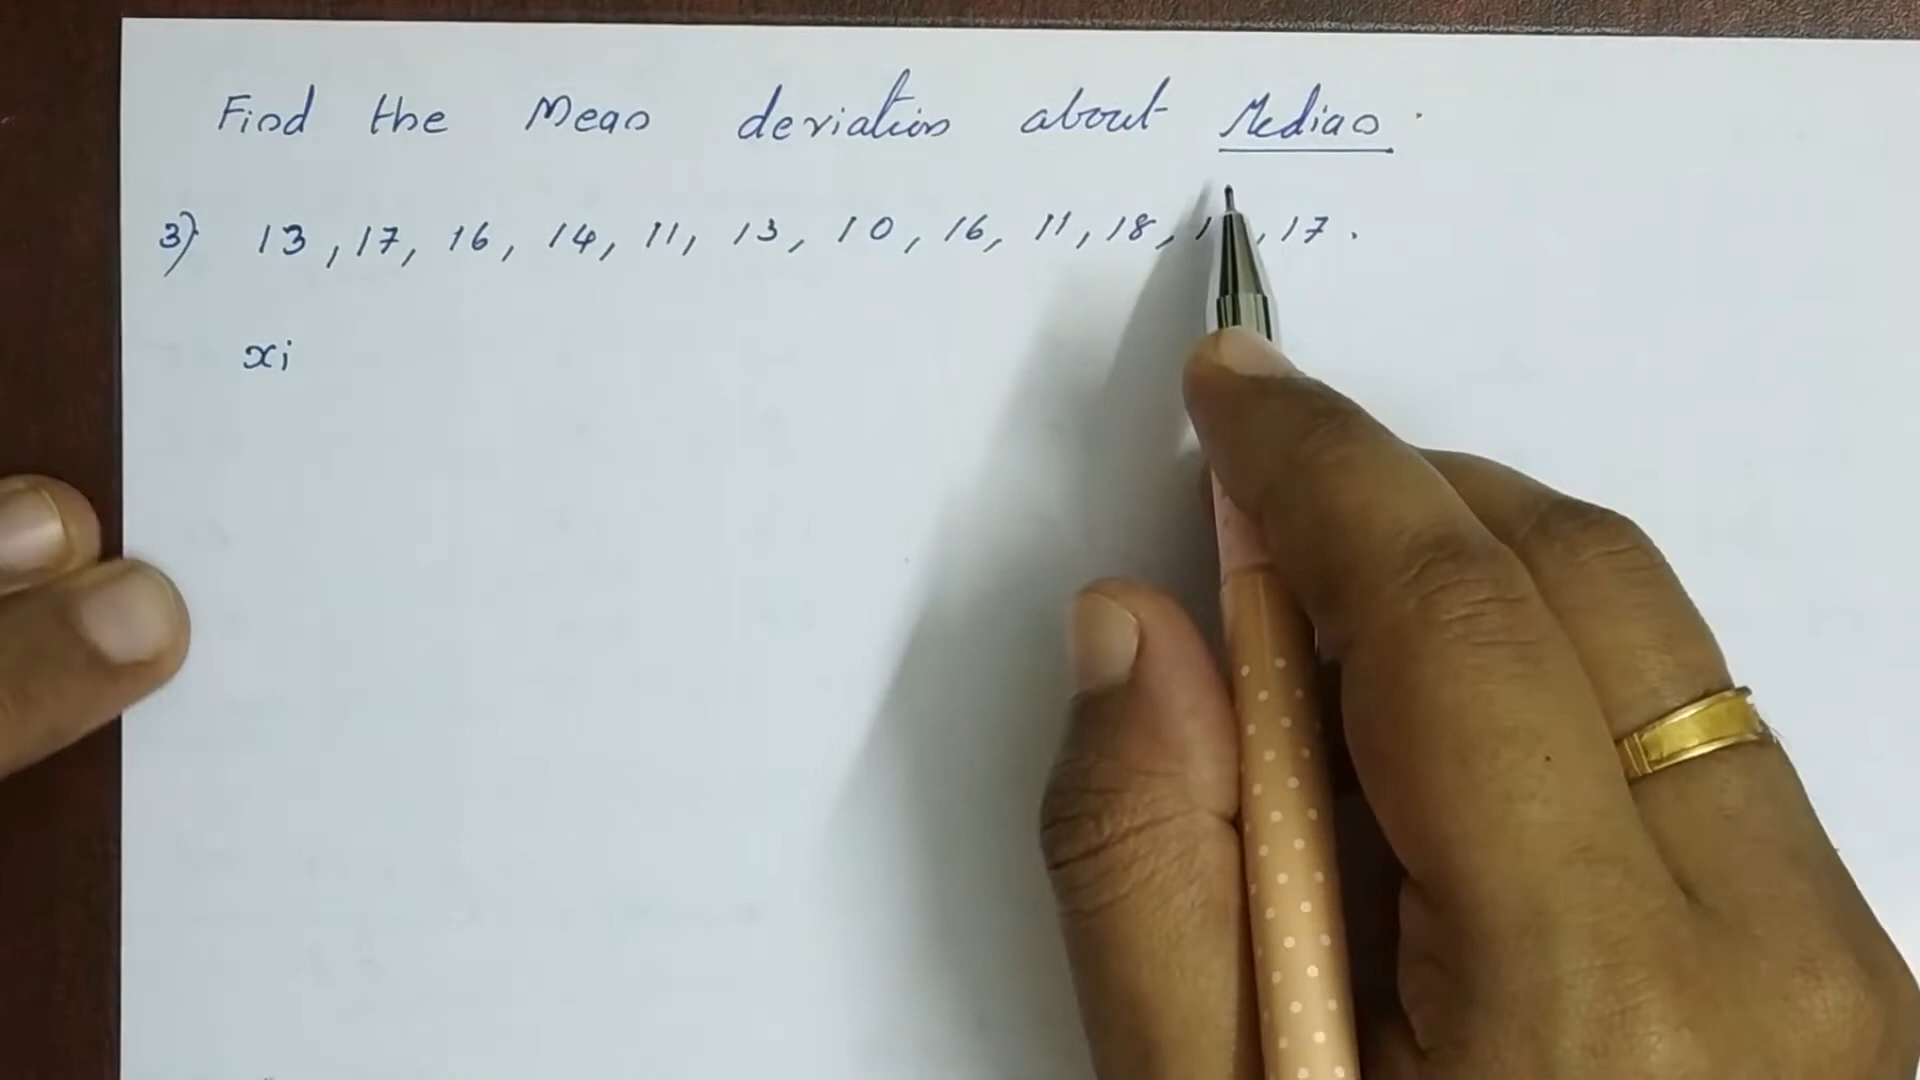 Find the Mean deviation about Median.
3) 13, 17, 16, 14, 11, 13, 10, 16, 11, 18, , 17.
xi